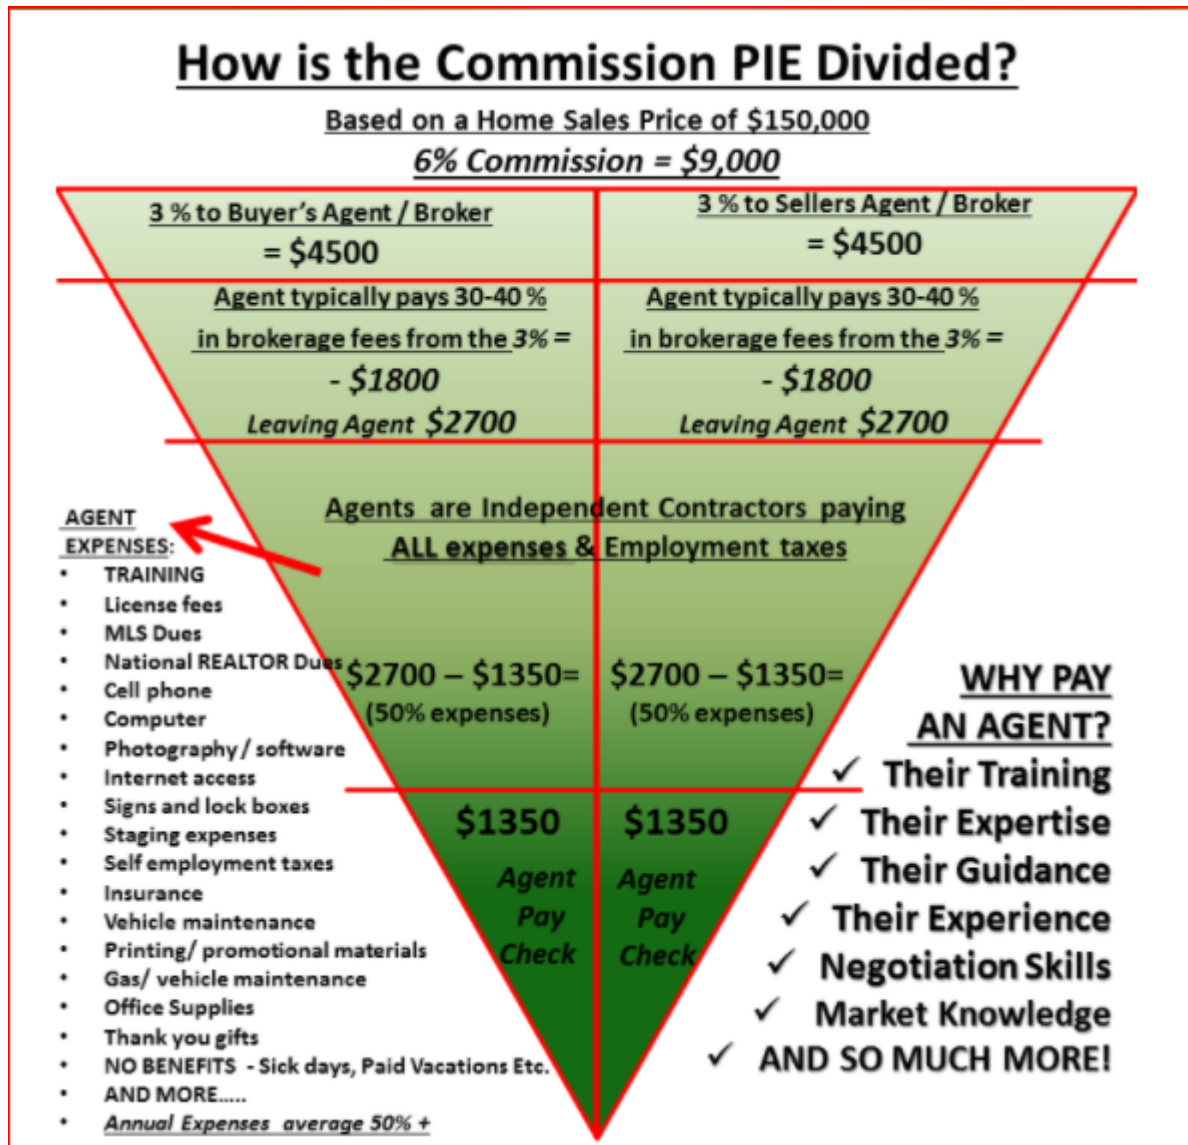 How is the Commission PIE Divided?
Based on a Home Sales Price of $150,000
6% Commission = $9,000
3 % to Buyer's Agent / Broker
= $4500
3 % to Sellers Agent / Broker
= $4500
Agent typically pays 30-40 %
in brokerage fees from the 3% =
- $1800
Leaving Agent $2700
Agent typically pays 30-40 %
in brokerage fees from the 3% =
- $1800
Leaving Agent $2700
Agents are Independent Contractors paying
ALL expenses & Employment taxes
$2700 – $1350=
(50% expenses)
$2700 – $1350=
(50% expenses)
$1350
Agent
Pay
Check
$1350
Agent
Pay
Check
AGENT
EXPENSES:
• TRAINING
• License fees
• MLS Dues
• National REALTOR Dues
• Cell phone
• Computer
• Photography / software
• Internet access
• Signs and lock boxes
• Staging expenses
• Self employment taxes
• Insurance
• Vehicle maintenance
• Printing/ promotional materials
• Gas/ vehicle maintenance
• Office Supplies
• Thank you gifts
• NO BENEFITS - Sick days, Paid Vacations Etc.
• AND MORE.....
• Annual Expenses average 50% +
WHY PAY
AN AGENT?
✓ Their Training
✓ Their Expertise
✓ Their Guidance
✓ Their Experience
✓ Negotiation Skills
✓ Market Knowledge
✓ AND SO MUCH MORE!